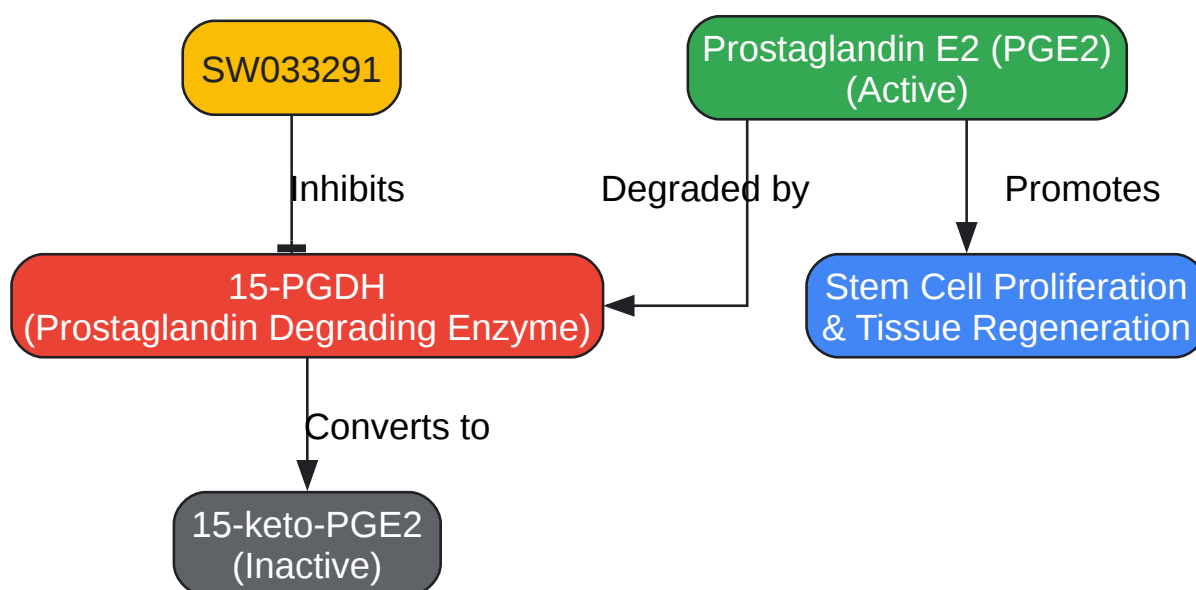 SW033291
Prostaglandin E2 (PGE2)
(Active)
Inhibits
Degraded by
Promotes
15-PGDH
(Prostaglandin Degrading Enzyme)
Stem Cell Proliferation
& Tissue Regeneration
Converts to
15-keto-PGE2
(Inactive)